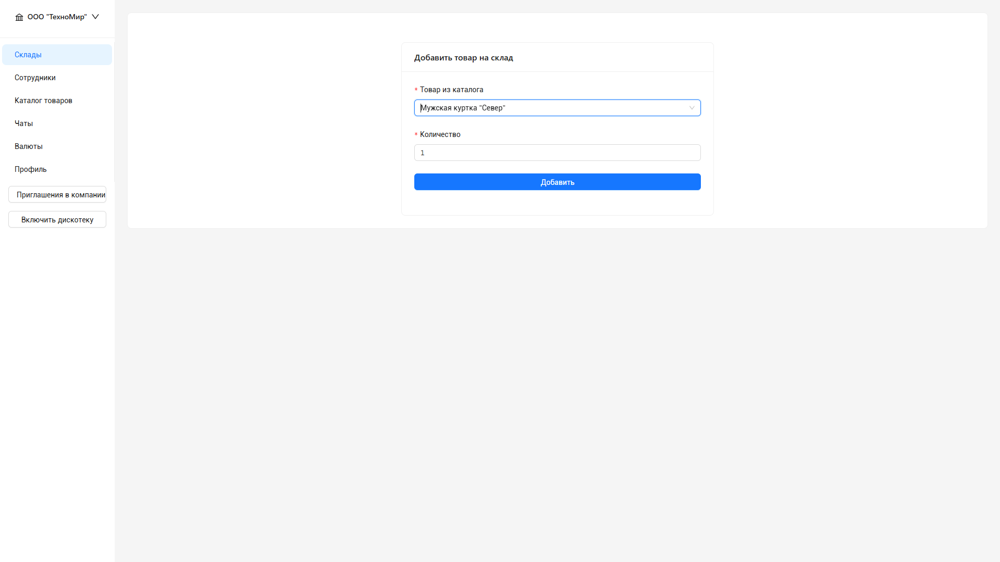 ООО "ТехноМир"
Склады
Сотрудники
Каталог товаров
Чаты
Валюты
Профиль
Приглашения в компании
Включить дискотеку
Добавить товар на склад
* Товар из каталога
Мужская куртка "Север"
* Количество
1
Добавить